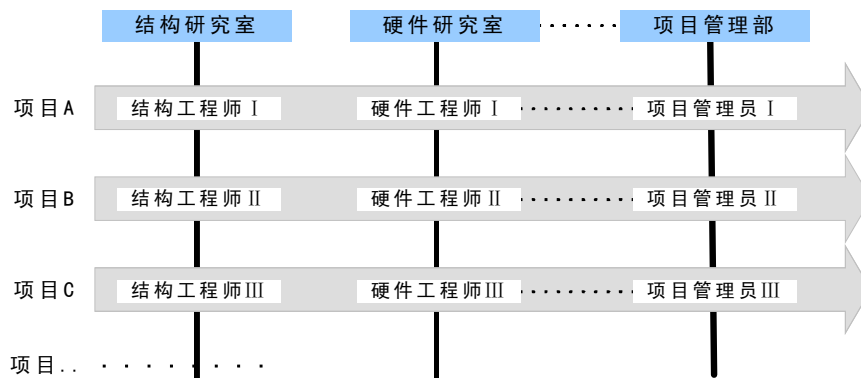 结构研究室 硬件研究室 ········ 项目管理部
项目A 结构工程师Ⅰ 硬件工程师Ⅰ ········· 项目管理员Ⅰ
项目B 结构工程师Ⅱ 硬件工程师Ⅱ ········· 项目管理员Ⅱ
项目C 结构工程师Ⅲ 硬件工程师Ⅲ ········· 项目管理员Ⅲ
项目.. ········